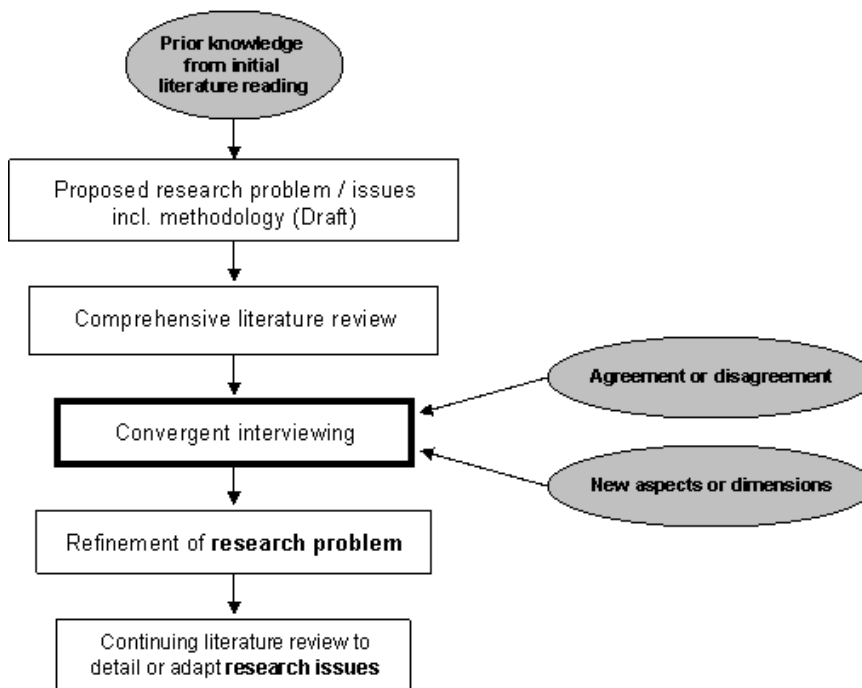 Prior knowledge
from initial
literature reading
Proposed research problem / issues
incl. methodology (Draft)
Comprehensive literature review
Agreement or disagreement
Convergent interviewing
New aspects or dimensions
Refinement of research problem
Continuing literature review to
detail or adapt research issues